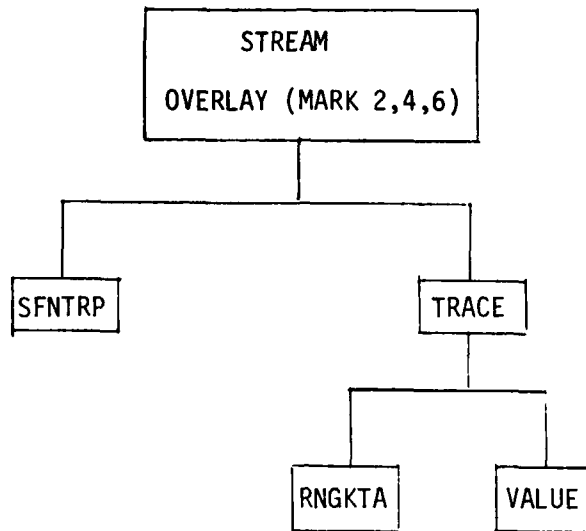 STREAM
OVERLAY (MARK 2,4,6)
SFNTRP
TRACE
RNGKTA
VALUE